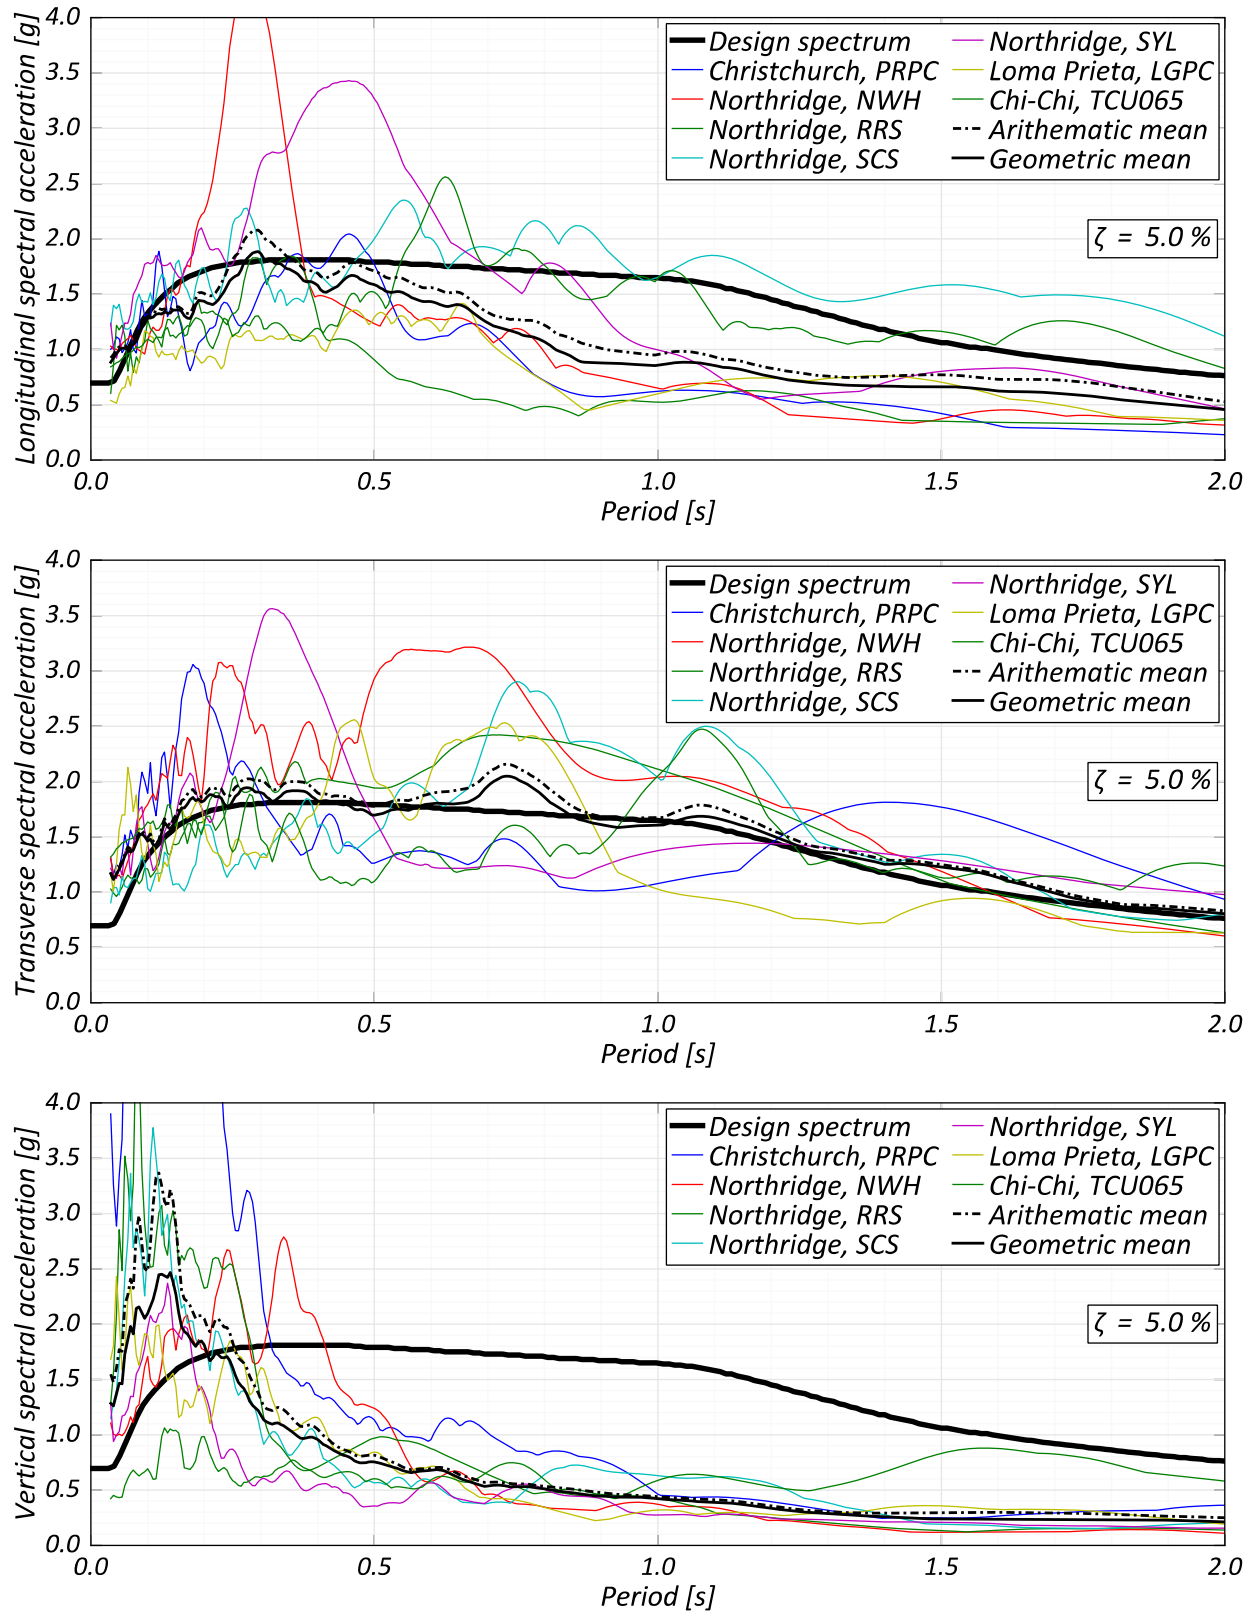 Longitudinal spectral acceleration [g]
4.0
3.5
3.0
2.5
2.0
1.5
1.0
0.5
0.0
Design spectrum
Christchurch, PRPC
Northridge, NWH
Northridge, RRS
Northridge, SCS
Northridge, SYL
Loma Prieta, LGPC
Chi-Chi, TCU065
Arithematic mean
Geometric mean
ζ = 5.0 %
0.0 0.5 1.0 1.5 2.0
Period [s]
Transverse spectral acceleration [g]
4.0
3.5
3.0
2.5
2.0
1.5
1.0
0.5
0.0
Design spectrum
Christchurch, PRPC
Northridge, NWH
Northridge, RRS
Northridge, SCS
Northridge, SYL
Loma Prieta, LGPC
Chi-Chi, TCU065
Arithematic mean
Geometric mean
ζ = 5.0 %
0.0 0.5 1.0 1.5 2.0
Period [s]
Vertical spectral acceleration [g]
4.0
3.5
3.0
2.5
2.0
1.5
1.0
0.5
0.0
Design spectrum
Christchurch, PRPC
Northridge, NWH
Northridge, RRS
Northridge, SCS
Northridge, SYL
Loma Prieta, LGPC
Chi-Chi, TCU065
Arithematic mean
Geometric mean
ζ = 5.0 %
0.0 0.5 1.0 1.5 2.0
Period [s]